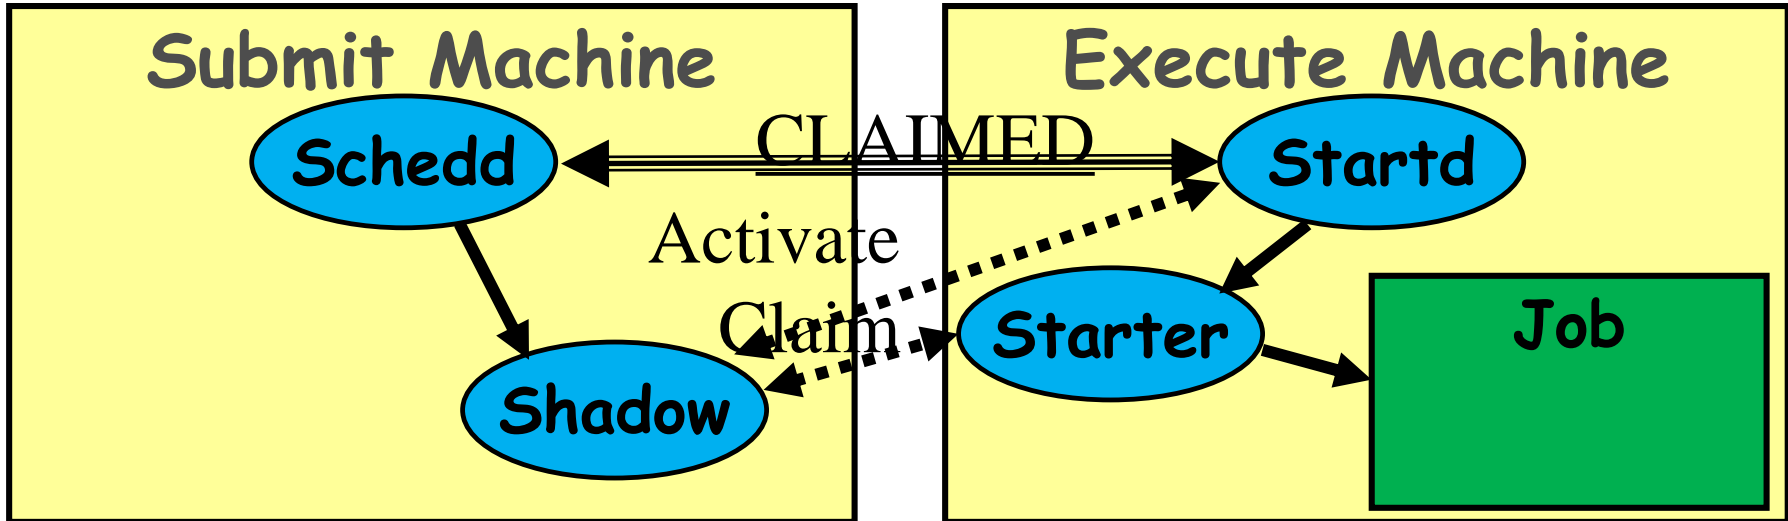 Submit Machine
Execute Machine
CLAIMED
Schedd
Startd
Activate
Claim
Starter
Job
Shadow